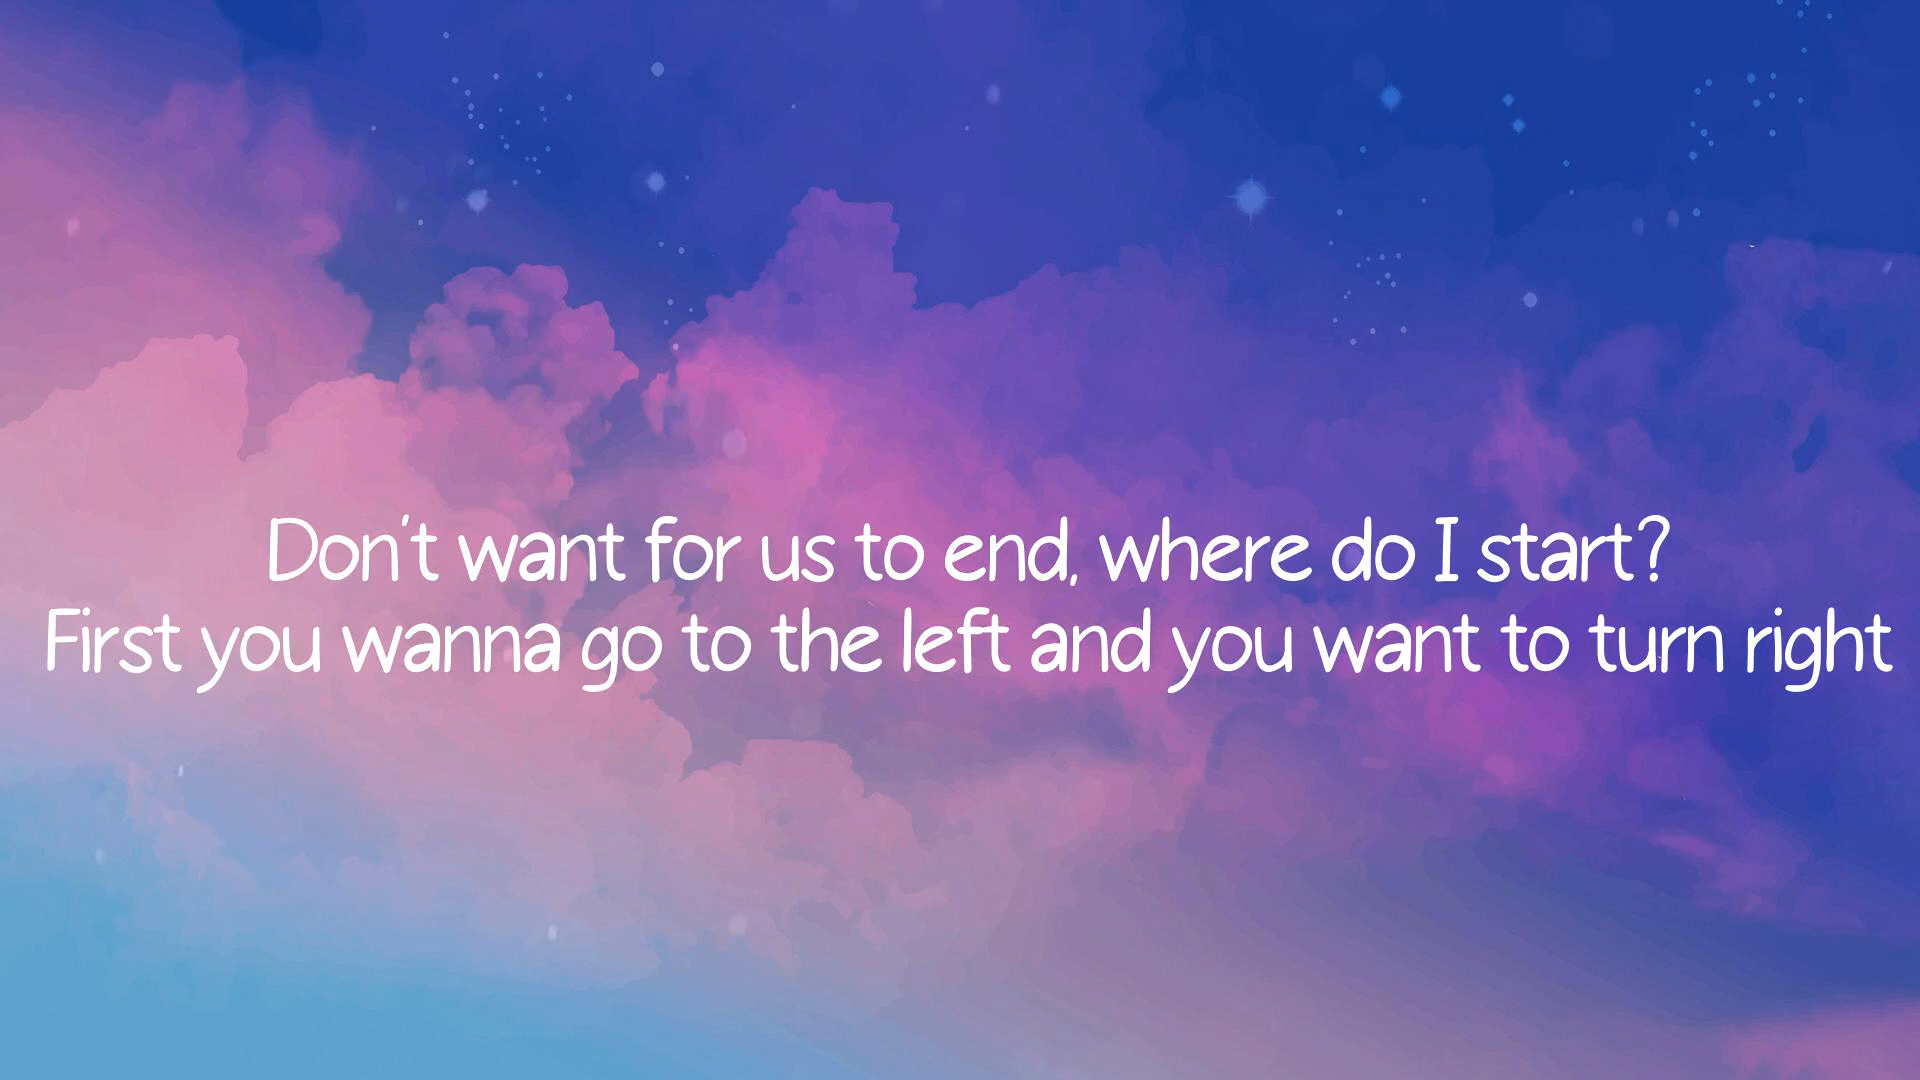 Don't want for us to end, where do I start?
First you wanna go to the left and you want to turn right